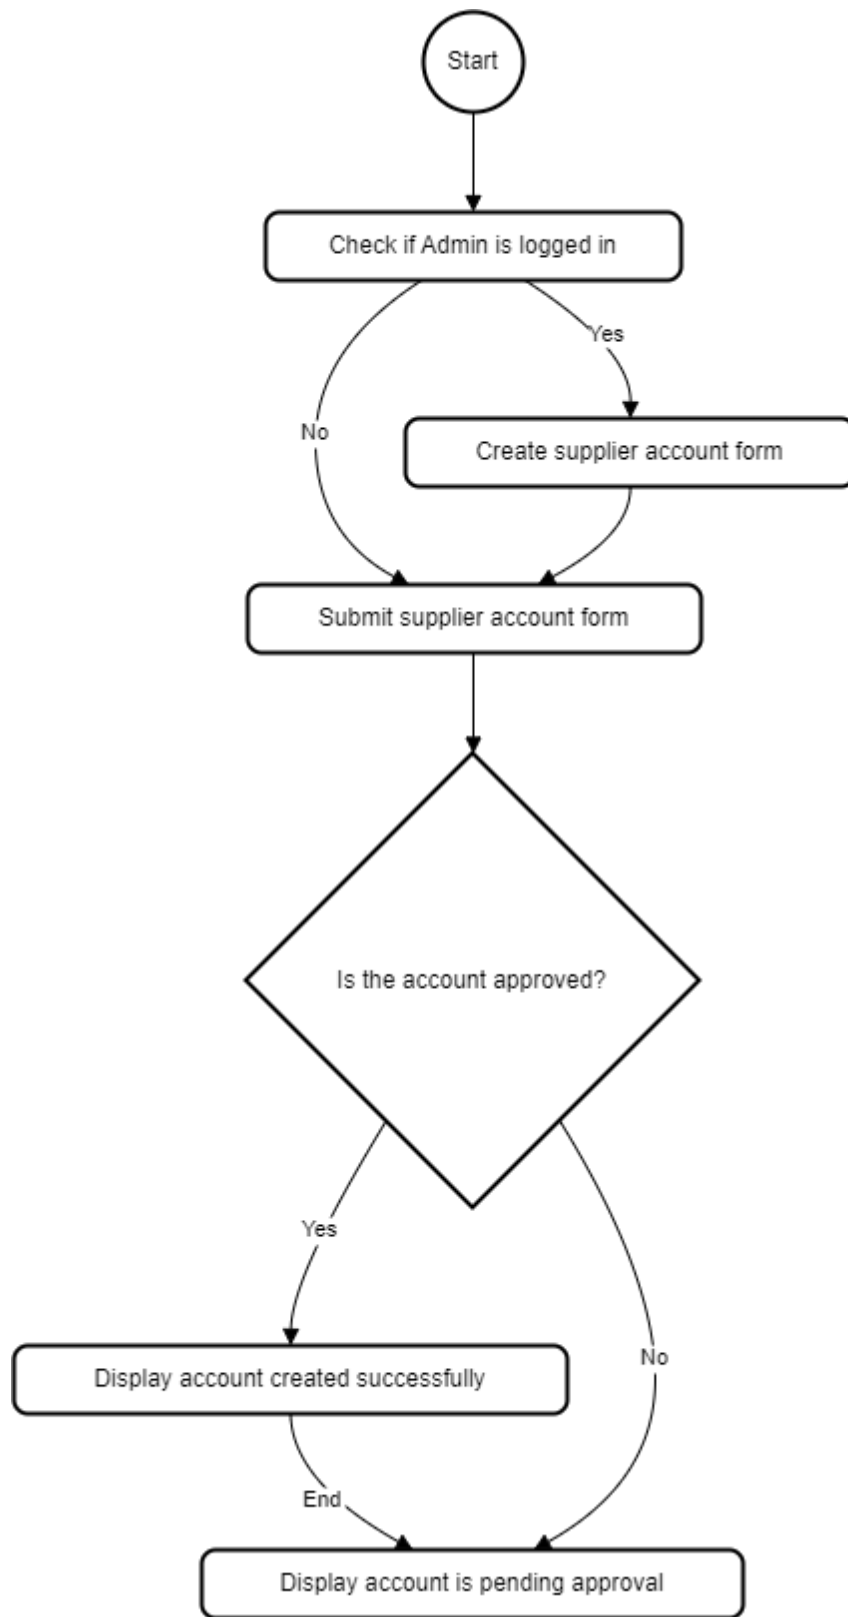 Start
Check if Admin is logged in
Yes
No
Create supplier account form
Submit supplier account form
Is the account approved?
Yes
No
Display account created successfully
End
Display account is pending approval